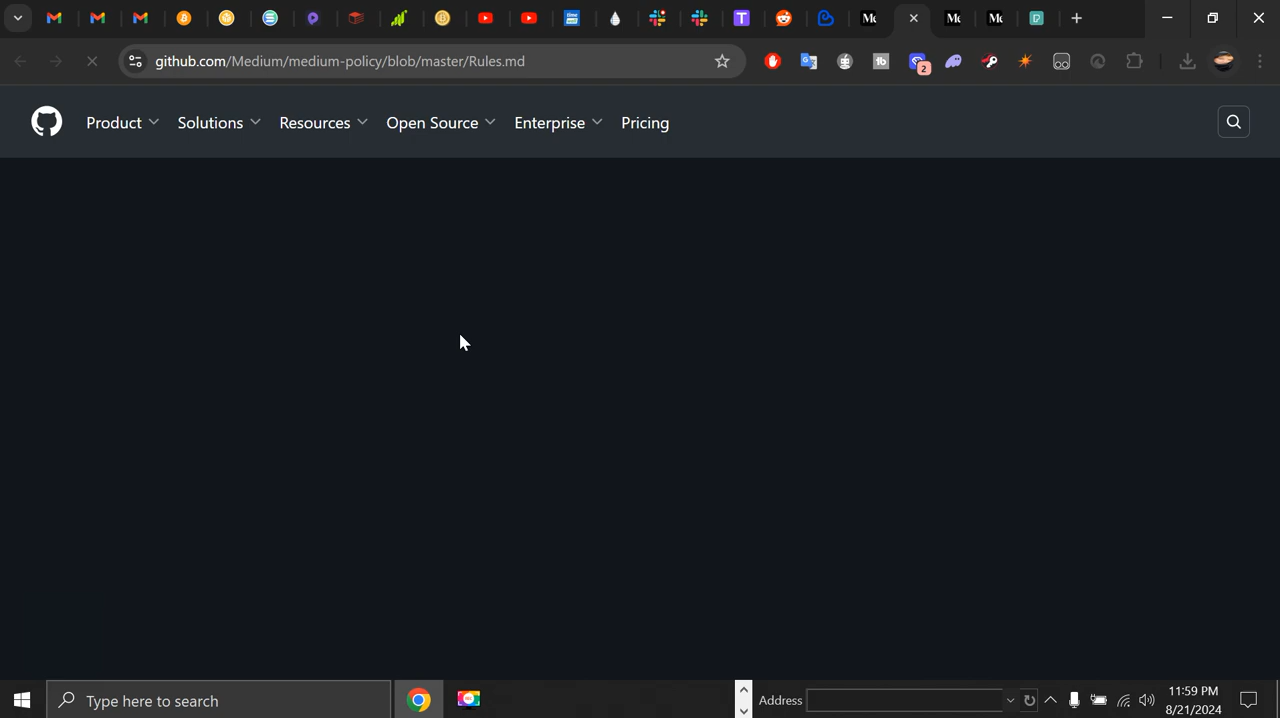 github.com/Medium/medium-policy/blob/master/Rules.md
2
Product
Solutions
Resources
Open Source
Enterprise
Pricing
Type here to search
Address
11:59 PM
8/21/2024